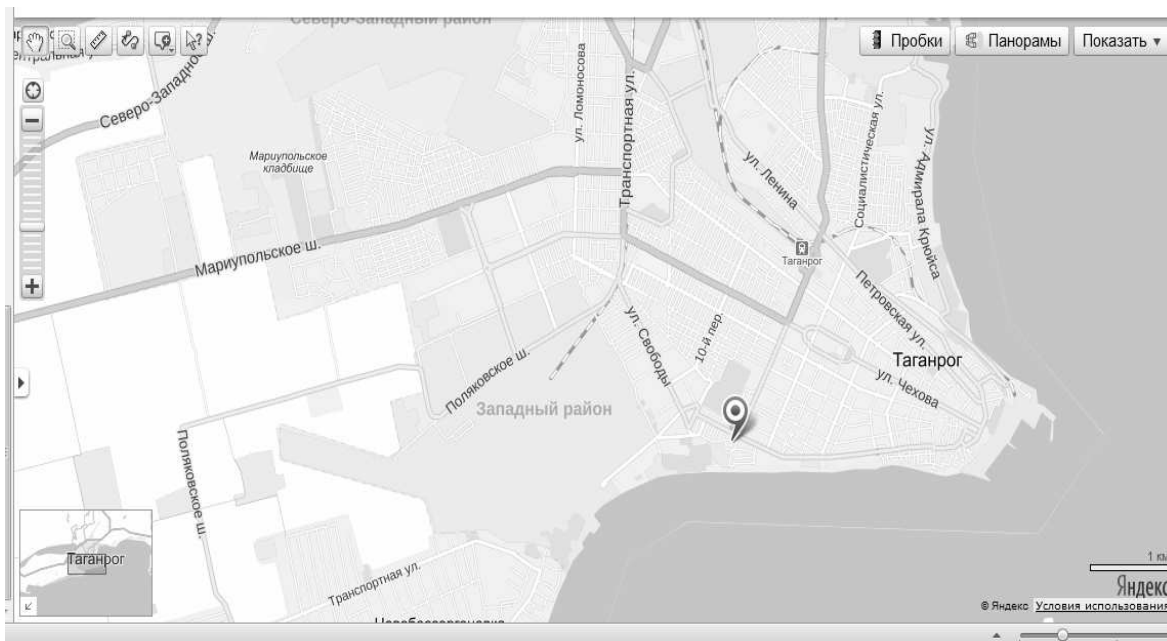 Северо-Западный район
Пробки
Панорамы
Показать
Северо-Западное ш.
ул. Ломоносова
Транспортная ул.
Социалистическая ул.
ул. Адмирала Крюйса
Мариупольское
кладбище
ул. Ленина
Мариупольское ш.
Таганрог
Петровская ул.
ул. Свободы
10-й пер.
Таганрог
ул. Чехова
Поляковское ш.
Западный район
Поляковское ш.
Таганрог
Транспортная ул.
1 км
Яндекс
© Яндекс Условия использования